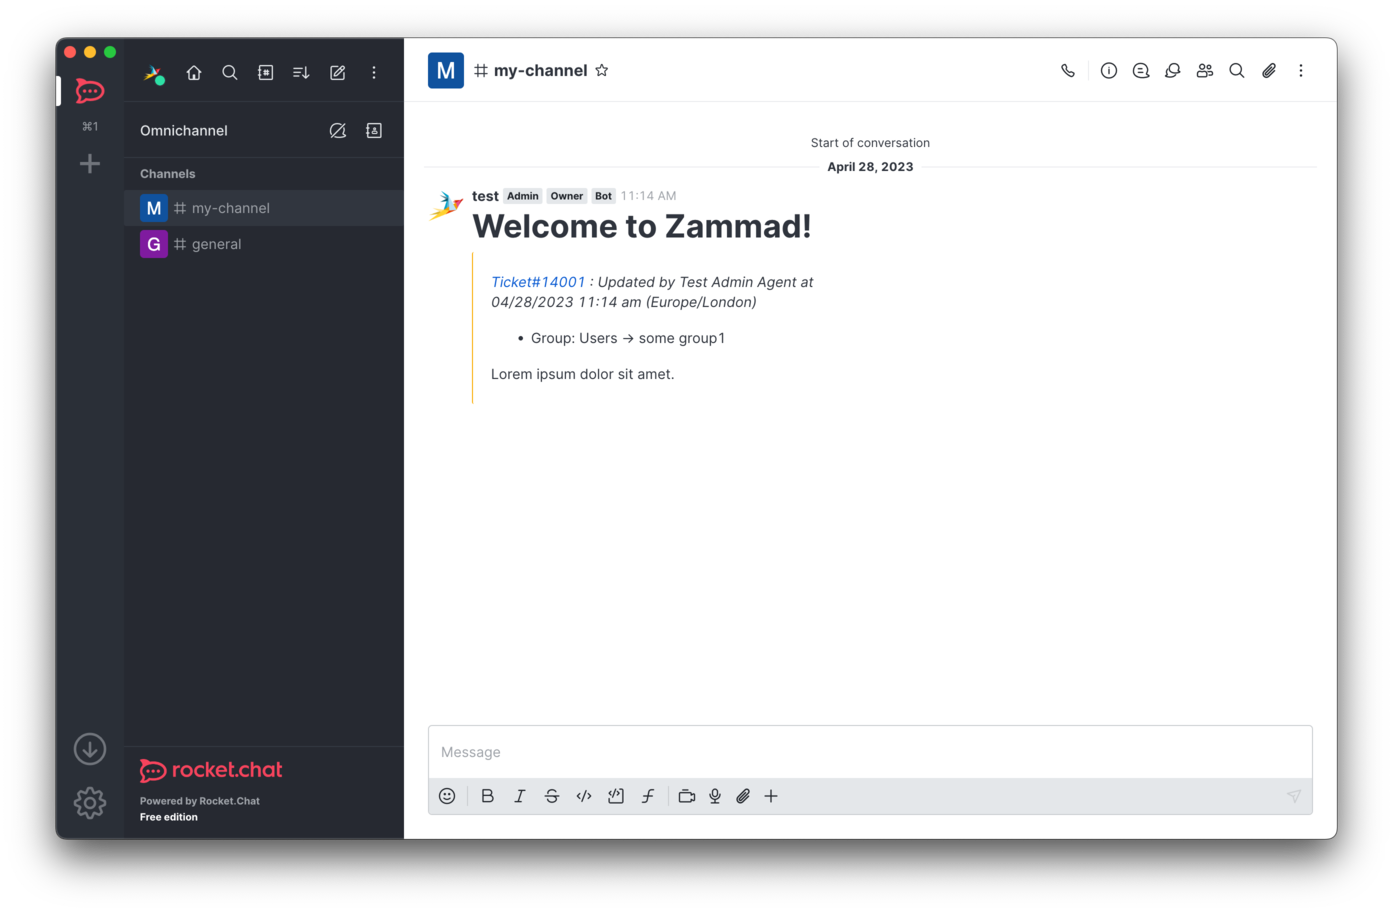 ⌘1
Omnichannel
Channels
M # my-channel
G # general
rocket.chat
Powered by Rocket.Chat
Free edition
M # my-channel
Start of conversation
April 28, 2023
test Admin Owner Bot 11:14 AM
Welcome to Zammad!
Ticket#14001 : Updated by Test Admin Agent at
04/28/2023 11:14 am (Europe/London)
• Group: Users → some group1
Lorem ipsum dolor sit amet.
Message